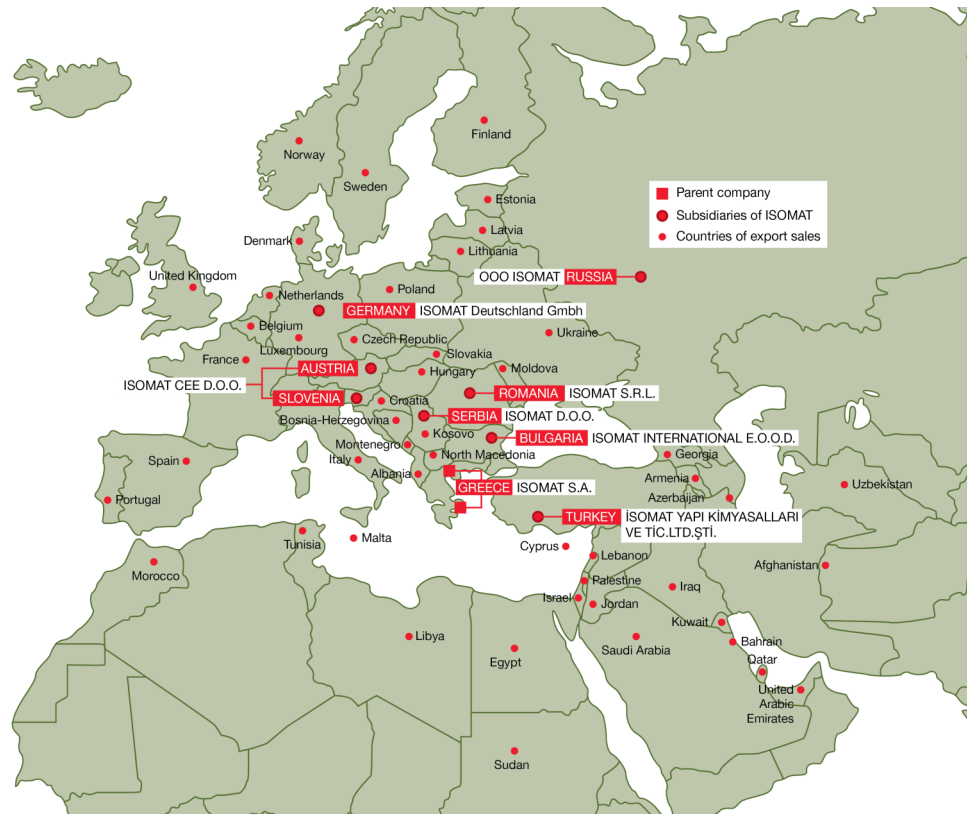 Finland
Norway
Sweden
Parent company
Subsidiaries of ISOMAT
Countries of export sales
Estonia
Latvia
Denmark
Lithuania
OOO ISOMAT RUSSIA
United Kingdom
Netherlands
Poland
GERMANY ISOMAT Deutschland Gmbh
Belgium
Ukraine
Czech Republic
Luxembourg
Slovakia
France
AUSTRIA
Hungary
Moldova
ISOMAT CEE D.O.O.
SLOVENIA
ROMANIA ISOMAT S.R.L.
Croatia
SERBIA ISOMAT D.O.O.
Bosnia-Herzegovina
Kosovo
BULGARIA ISOMAT INTERNATIONAL E.O.O.D.
Montenegro
North Macedonia
Georgia
Italy
Spain
Albania
Armenia
GREECE ISOMAT S.A.
Uzbekistan
Portugal
Azerbaijan
TURKEY İSOMAT YAPI KİMYASALLARI
VE TİC.LTD.ŞTİ.
Tunisia
Malta
Cyprus
Lebanon
Afghanistan
Morocco
Palestine
Iraq
Israel
Jordan
Kuwait
Libya
Saudi Arabia
Bahrain
Egypt
Qatar
United
Arabic
Emirates
Sudan